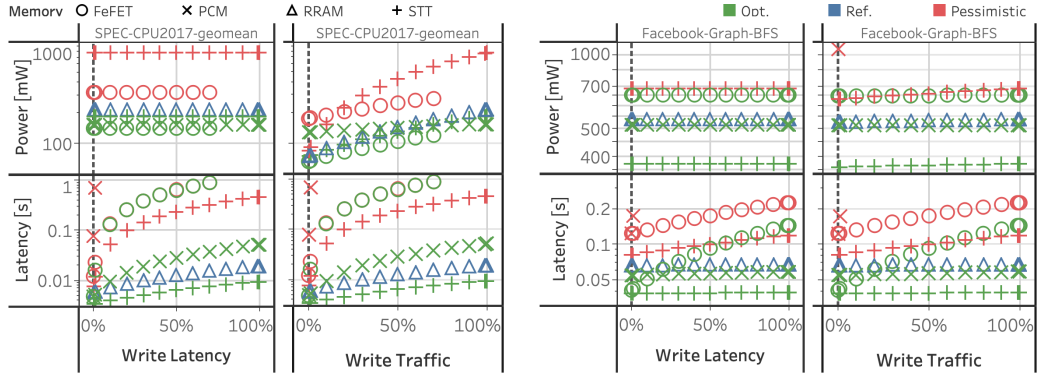 Memory FeFET PCM RRAM STT Opt. Ref. Pessimistic
SPEC-CPU2017-geomean SPEC-CPU2017-geomean Facebook-Graph-BFS Facebook-Graph-BFS
Power [mW]
1000
100
Power [mW]
1000
700
500
400
Latency [s]
1
0.1
0.01
Latency [s]
0.2
0.1
0.05
0% 50% 100% 0% 50% 100% 0% 50% 100% 0% 50% 100%
Write Latency Write Traffic Write Latency Write Traffic